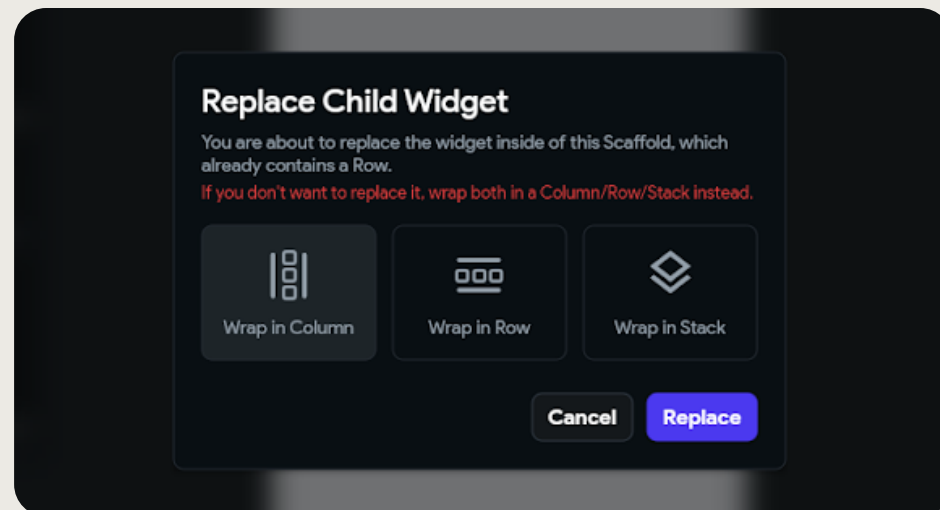 Replace Child Widget
You are about to replace the widget inside of this Scaffold, which
already contains a Row.
If you don't want to replace it, wrap both in a Column/Row/Stack instead.
Wrap in Column
Wrap in Row
Wrap in Stack
Cancel
Replace